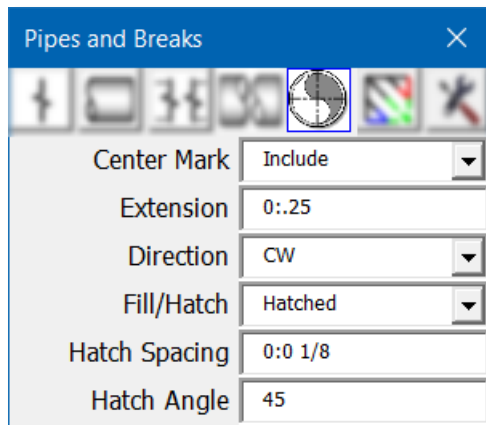 Pipes and Breaks
Center Mark Include
Extension 0:.25
Direction CW
Fill/Hatch Hatched
Hatch Spacing 0:0 1/8
Hatch Angle 45